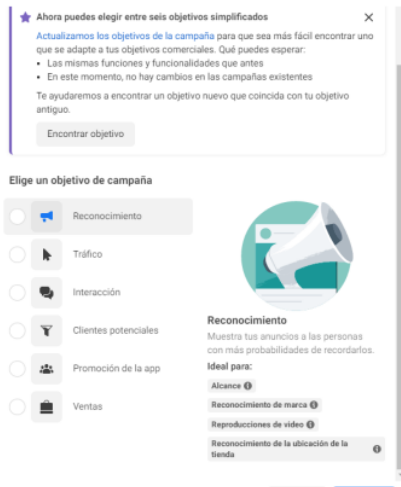 Ahora puedes elegir entre seis objetivos simplificados
Actualizamos los objetivos de la campaña para que sea más fácil encontrar uno
que se adapte a tus objetivos comerciales. Qué puedes esperar:
• Las mismas funciones y funcionalidades que antes
• En este momento, no hay cambios en las campañas existentes
Te ayudaremos a encontrar un objetivo nuevo que coincida con tu objetivo
antiguo.
Encontrar objetivo
Elige un objetivo de campaña
Reconocimiento
Tráfico
Interacción
Clientes potenciales
Promoción de la app
Ventas
Reconocimiento
Muestra tus anuncios a las personas
con más probabilidades de recordarlos.
Ideal para:
Alcance
Reconocimiento de marca
Reproducciones de video
Reconocimiento de la ubicación de la
tienda